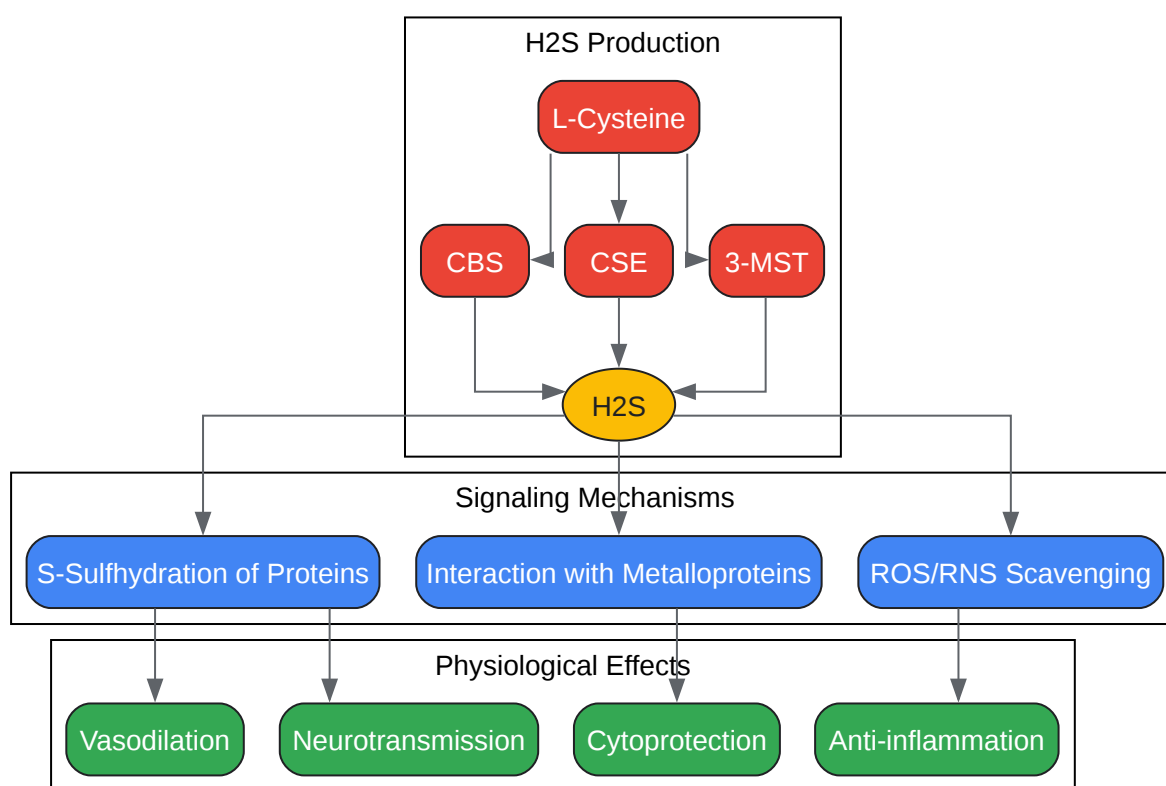 H2S Production
L-Cysteine
CBS
CSE
3-MST
H2S
Signaling Mechanisms
S-Sulfhydration of Proteins
Interaction with Metalloproteins
ROS/RNS Scavenging
Physiological Effects
Vasodilation
Neurotransmission
Cytoprotection
Anti-inflammation